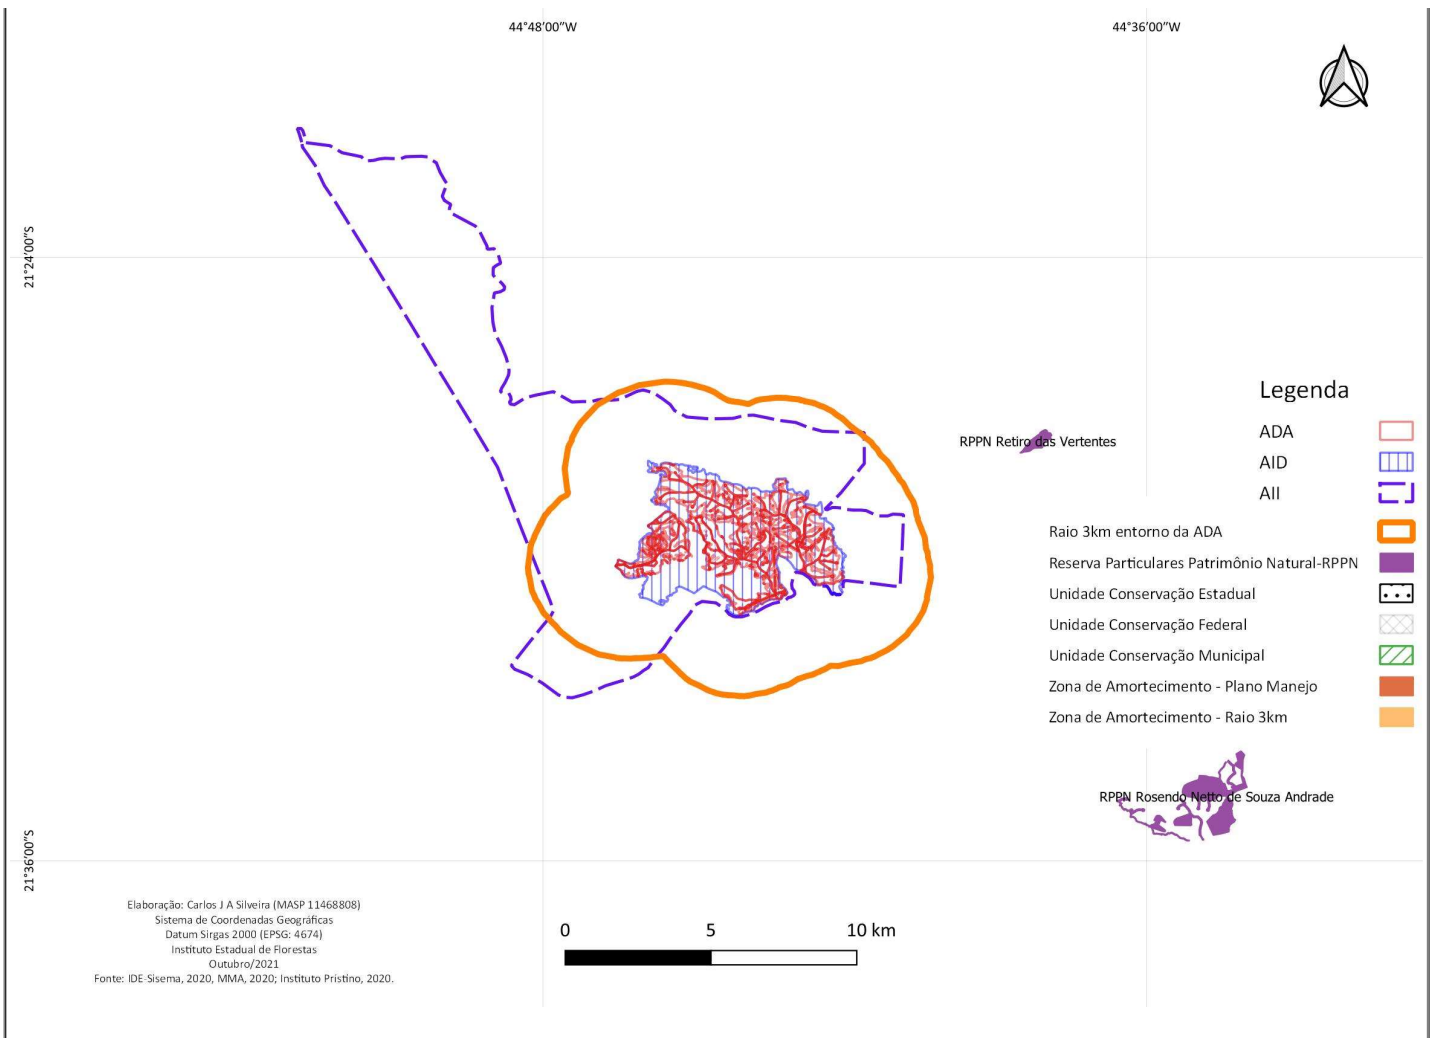 44°48'00"W
44°36'00"W
21°24'00"S
Legenda
ADA
RPPN Retiro das Vertentes
AID
AII
Raio 3km entorno da ADA
Reserva Particulares Patrimônio Natural-RPPN
Unidade Conservação Estadual
Unidade Conservação Federal
Unidade Conservação Municipal
Zona de Amortecimento - Plano Manejo
Zona de Amortecimento - Raio 3km
RPPN Rosendo Netto de Souza Andrade
21°36'00"S
Elaboração: Carlos J A Silveira (MASP 11468808)
Sistema de Coordenadas Geográficas
Datum Sirgas 2000 (EPSG: 4674)
Instituto Estadual de Florestas
Outubro/2021
Fonte: IDE-Sisema, 2020, MMA, 2020; Instituto Prístino, 2020.
0 5 10 km